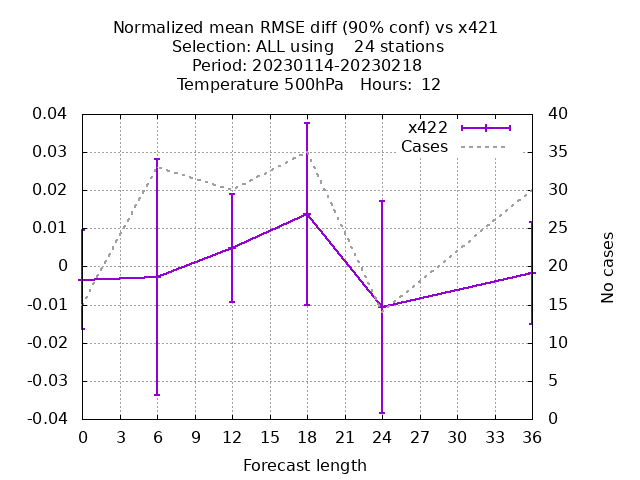 Normalized mean RMSE diff (90% conf) vs x421
Selection: ALL using    24 stations
Period: 20230114-20230218
Temperature 500hPa   Hours:  12
0.04
0.03
0.02
0.01
0
-0.01
-0.02
-0.03
-0.04
x422
Cases
40
35
30
25
20
15
10
5
0
No cases
0 3 6 9 12 15 18 21 24 27 30 33 36
Forecast length